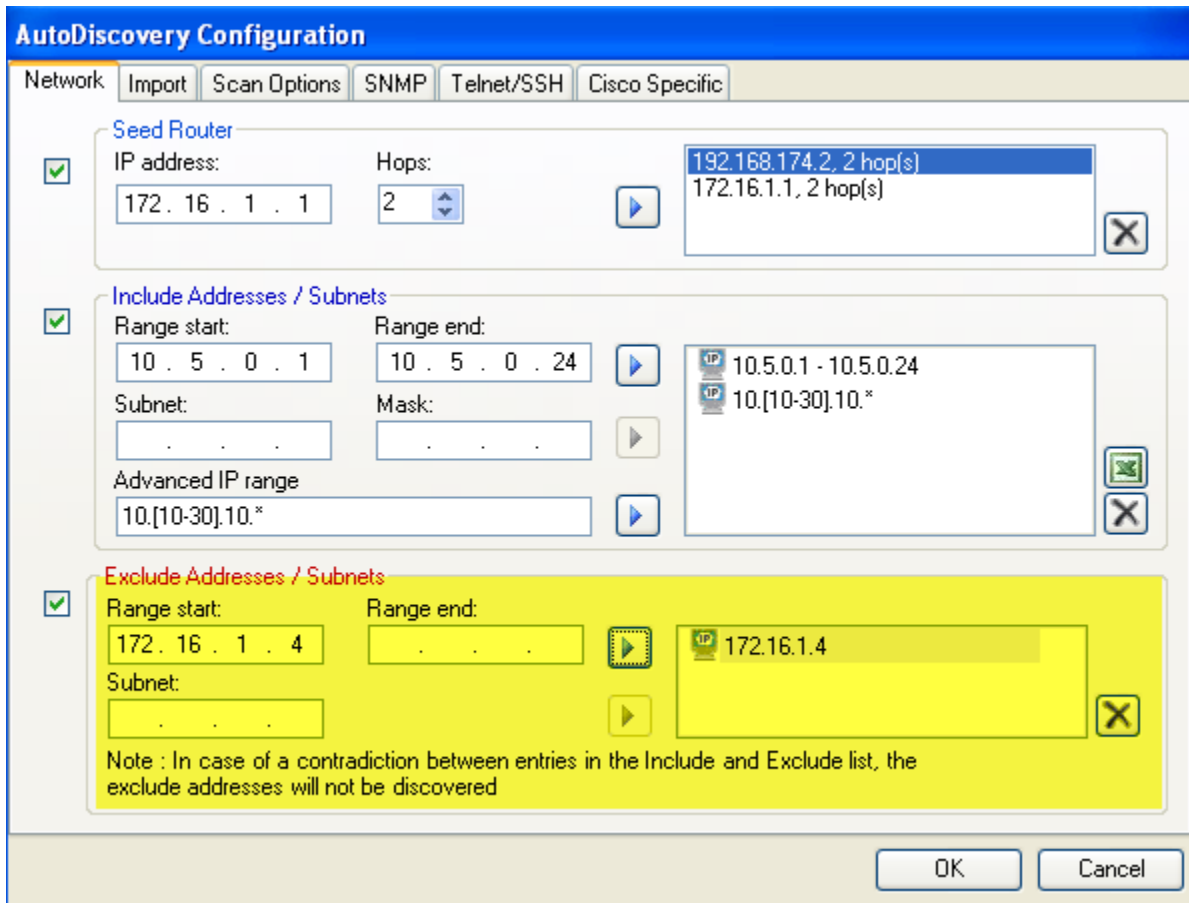 AutoDiscovery Configuration
Network Import Scan Options SNMP Telnet/SSH Cisco Specific
Seed Router
IP address: Hops:
172. 16 . 1 . 1 2
192.168.174.2, 2 hop(s)
172.16.1.1, 2 hop(s)
Include Addresses / Subnets
Range start: Range end:
10 . 5 . 0 . 1 10 . 5 . 0 . 24
IP 10.5.0.1 - 10.5.0.24
IP 10.[10-30].10.*
Subnet: Mask:
. . . . . .
Advanced IP range
10.[10-30].10.*
Exclude Addresses / Subnets
Range start: Range end:
172. 16 . 1 . 4 . . .
IP 172.16.1.4
Subnet:
. . .
Note : In case of a contradiction between entries in the Include and Exclude list, the
exclude addresses will not be discovered
OK Cancel